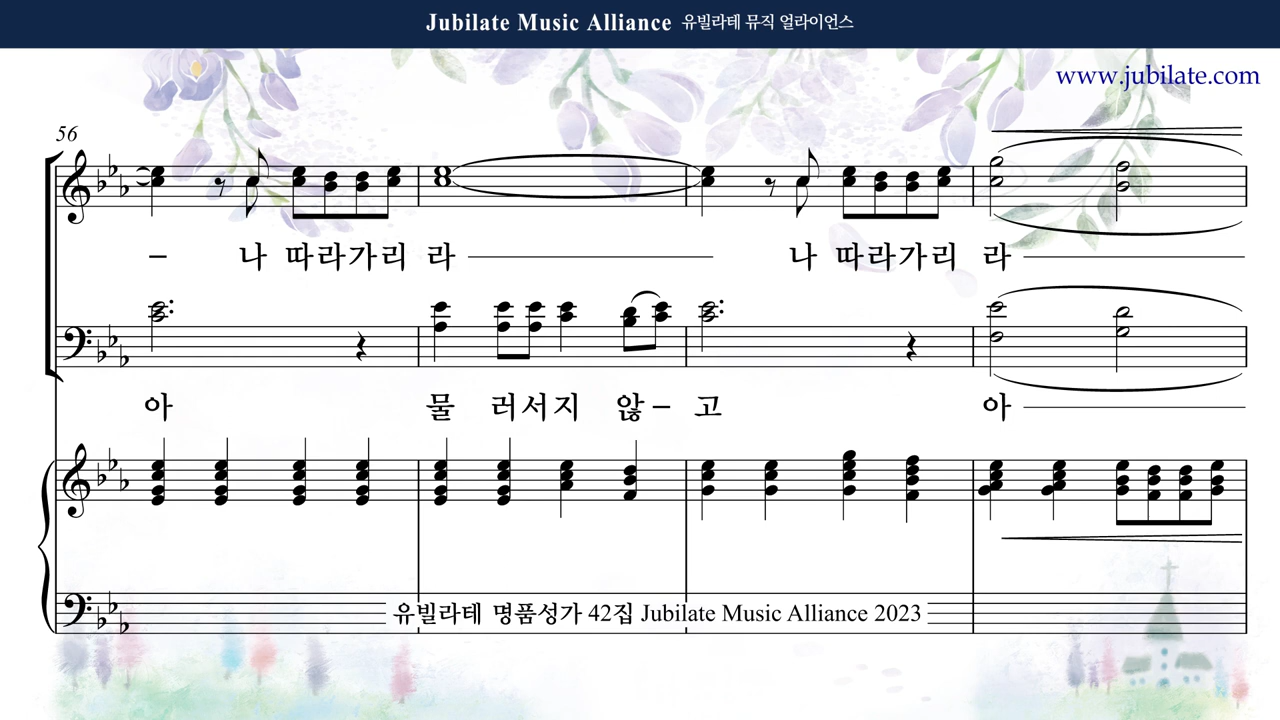 Jubilate Music Alliance 유빌라테 뮤직 얼라이언스
www.jubilate.com
56
– 나 따라가리 라 나 따라가리 라
아 물 러서지 않 – 고 아
유빌라테 명품성가 42집 Jubilate Music Alliance 2023